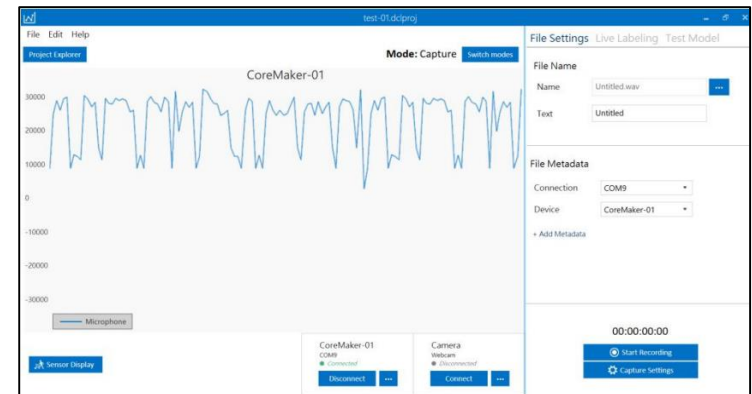 test-01.dclproj
File Edit Help
Project Explorer
Mode: Capture Switch modes
CoreMaker-01
30000
20000
10000
0
-10000
-20000
-30000
Microphone
Sensor Display
CoreMaker-01
COM9
Connected
Disconnect ...
Camera
Webcam
Disconnected
Connect ...
File Settings Live Labeling Test Model
File Name
Name Untitled.wav ...
Text Untitled
File Metadata
Connection COM9
Device CoreMaker-01
+ Add Metadata
00:00:00:00
Start Recording
Capture Settings